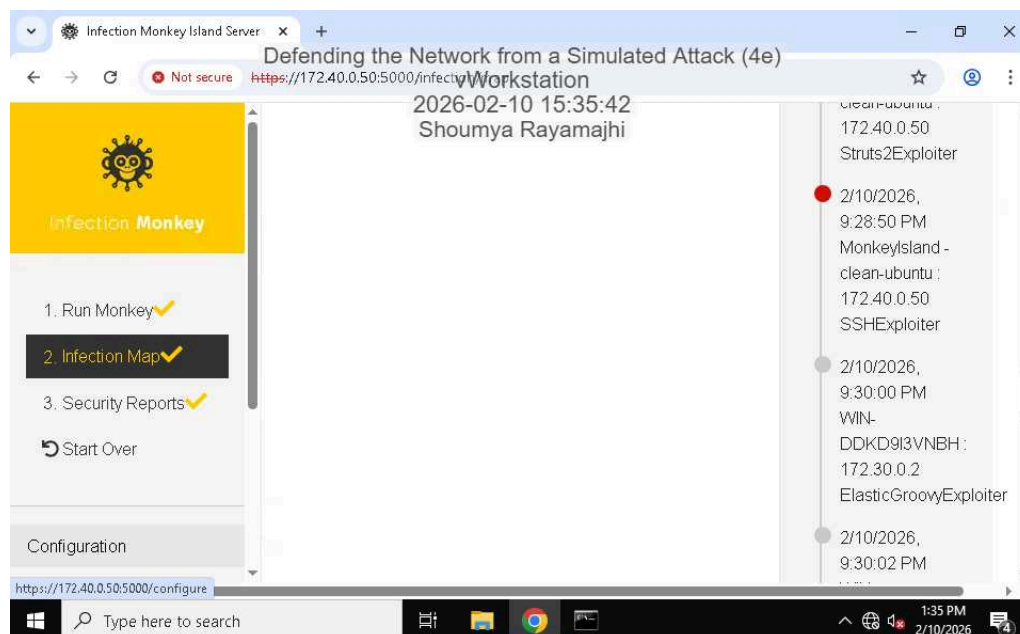 Infection Monkey Island Server
Defending the Network from a Simulated Attack (4e)
Not secure
https://172.40.0.50:5000/infection/map
vWorkstation
2026-02-10 15:35:42
Shoumya Rayamajhi
Infection Monkey
1. Run Monkey
2. Infection Map
3. Security Reports
Start Over
Configuration
https://172.40.0.50:5000/configure
clean-ubuntu :
172.40.0.50
Struts2Exploiter
2/10/2026,
9:28:50 PM
MonkeyIsland -
clean-ubuntu :
172.40.0.50
SSHExploiter
2/10/2026,
9:30:00 PM
WIN-
DDKD9I3VNBH :
172.30.0.2
ElasticGroovyExploiter
2/10/2026,
9:30:02 PM
Type here to search
1:35 PM
2/10/2026
4